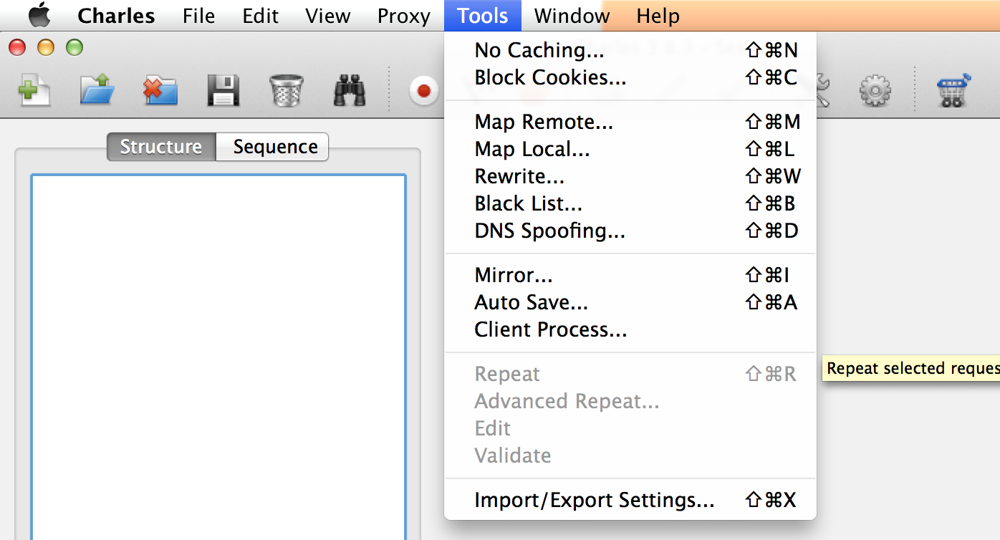 Charles File Edit View Proxy Tools Window Help
No Caching... ⇧⌘N
Block Cookies... ⇧⌘C
Map Remote... ⇧⌘M
Structure Sequence
Map Local... ⇧⌘L
Rewrite... ⇧⌘W
Black List... ⇧⌘B
DNS Spoofing... ⇧⌘D
Mirror... ⇧⌘I
Auto Save... ⇧⌘A
Client Process...
Repeat ⇧⌘R
Repeat selected reques
Advanced Repeat...
Edit
Validate
Import/Export Settings... ⇧⌘X